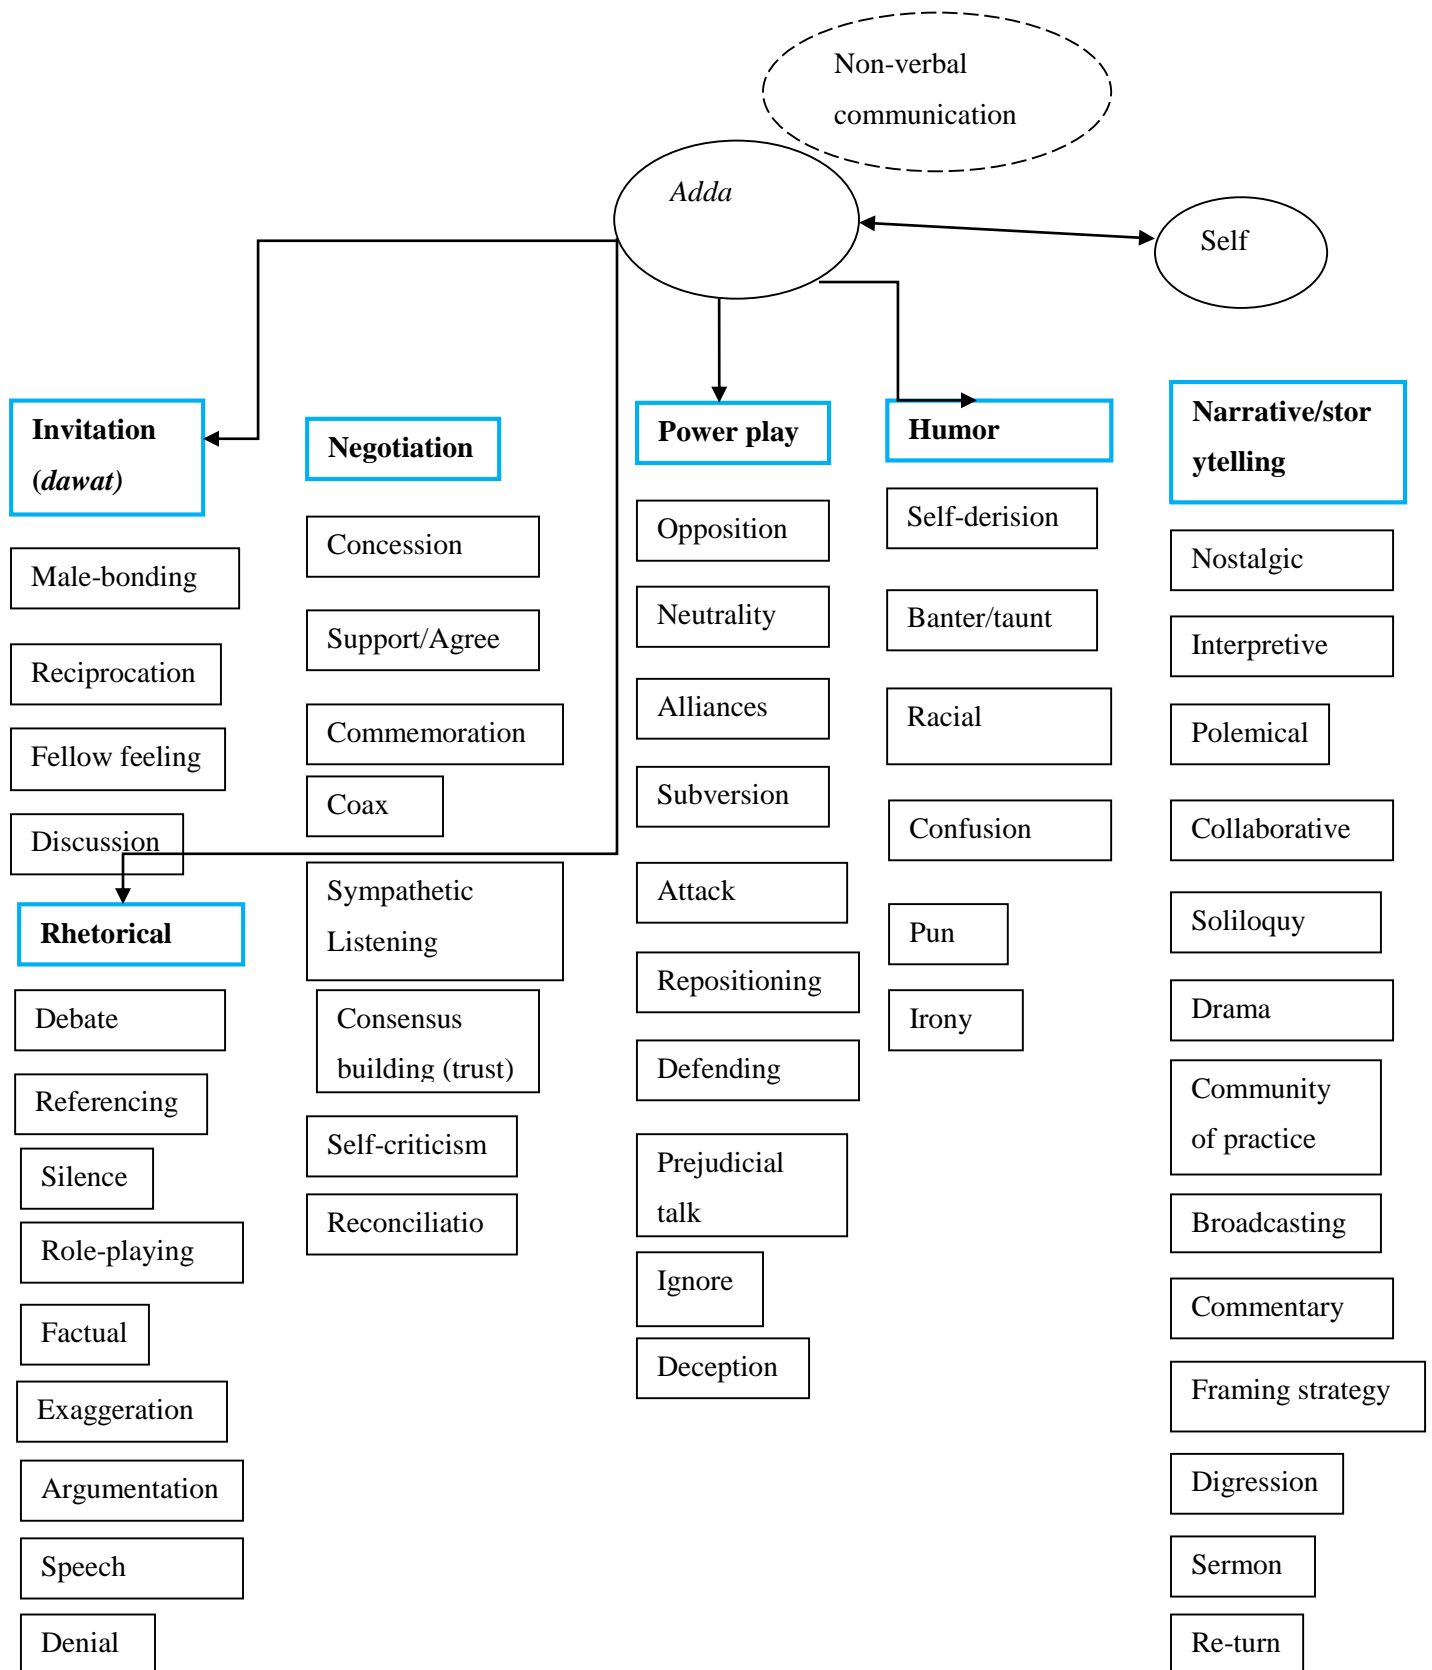 Non-verbal
communication
Adda
Self
Invitation
(dawat)
Male-bonding
Reciprocation
Fellow feeling
Discussion
Rhetorical
Debate
Referencing
Silence
Role-playing
Factual
Exaggeration
Argumentation
Speech
Denial
Negotiation
Concession
Support/Agree
Commemoration
Coax
Sympathetic
Listening
Consensus
building (trust)
Self-criticism
Reconciliatio
Power play
Opposition
Neutrality
Alliances
Subversion
Attack
Repositioning
Defending
Prejudicial
talk
Ignore
Deception
Humor
Self-derision
Banter/taunt
Racial
Confusion
Pun
Irony
Narrative/stor
ytelling
Nostalgic
Interpretive
Polemical
Collaborative
Soliloquy
Drama
Community
of practice
Broadcasting
Commentary
Framing strategy
Digression
Sermon
Re-turn